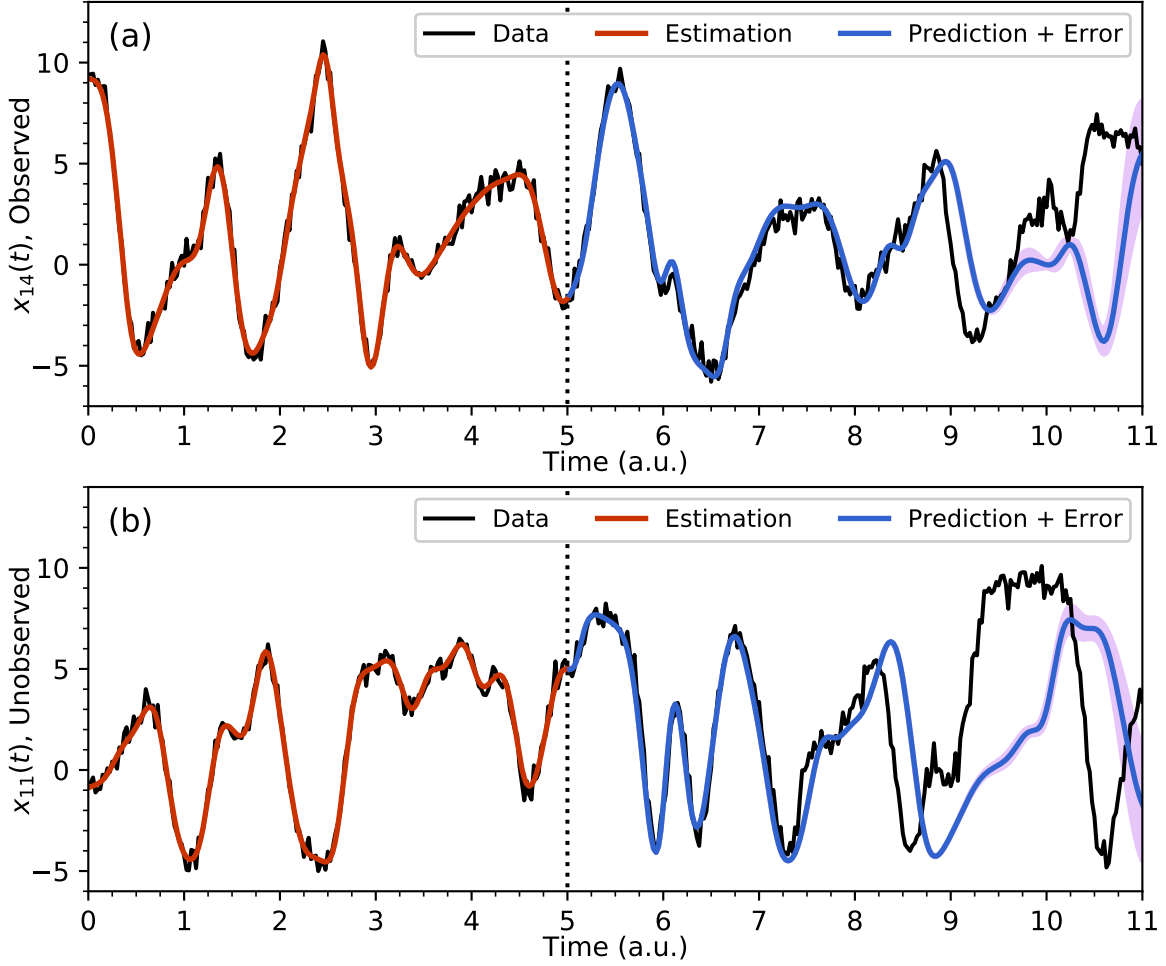 (a)
Data
Estimation
Prediction + Error
x₁₄(t), Observed
10
5
0
−5
0 1 2 3 4 5 6 7 8 9 10 11
Time (a.u.)
(b)
Data
Estimation
Prediction + Error
x₁₁(t), Unobserved
10
5
0
−5
0 1 2 3 4 5 6 7 8 9 10 11
Time (a.u.)